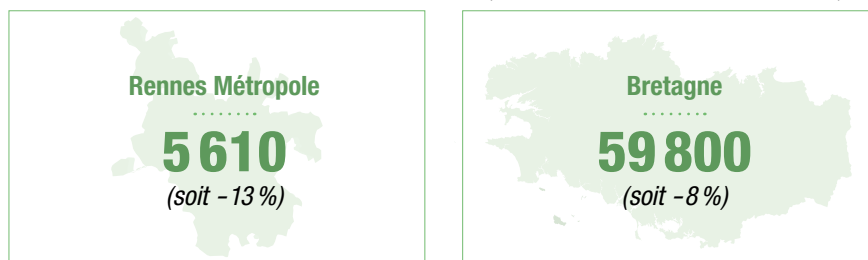 Rennes Métropole
5 610
(soit – 13 %)
Bretagne
59 800
(soit – 8 %)